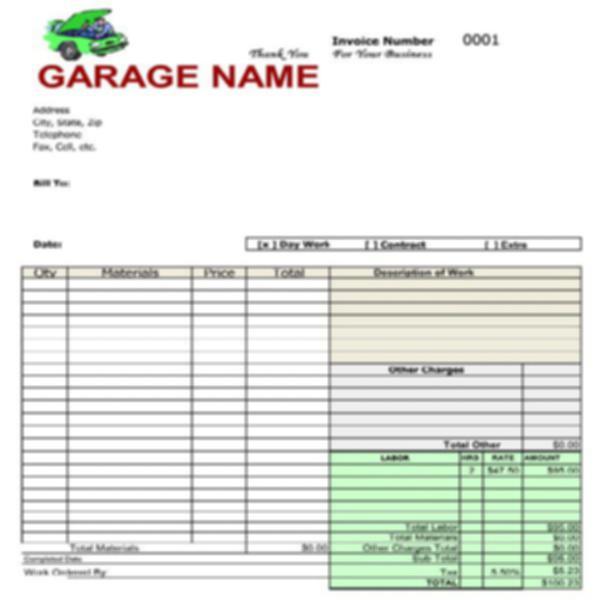 Thank You Invoice Number 0001
For Your Business
GARAGE NAME
Address
City, State, Zip
Telephone
Fax, Cell, etc.
Bill To:
Date:
[x] Day Work [ ] Contract [ ] Extra
Qty Materials Price Total Description of Work
Other Charges
Total Other $0.00
LABOR HRS RATE AMOUNT
2 $47.50 $95.00
Total Labor $95.00
Total Materials $0.00
Total Materials $0.00 Other Charges Total $0.00
Completed Date Sub Total $95.00
Work Ordered By Tax 5.50% $5.23
TOTAL $100.23